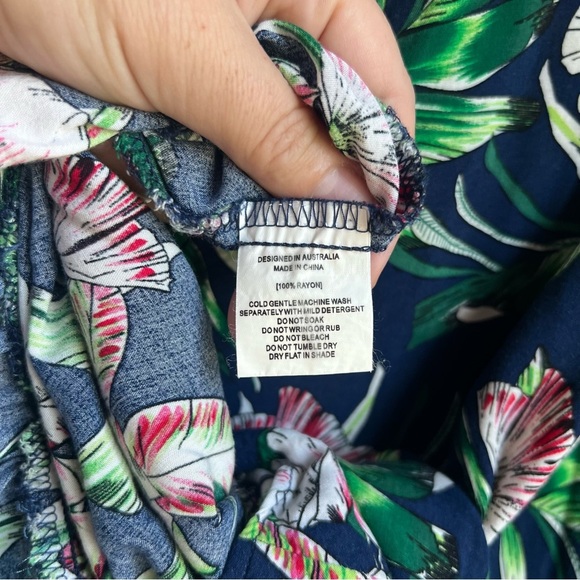 DESIGNED IN AUSTRALIA
MADE IN CHINA
[100% RAYON]
COLD GENTLE MACHINE WASH
SEPARATELY WITH MILD DETERGENT
DO NOT SOAK
DO NOT WRING OR RUB
DO NOT BLEACH
DO NOT TUMBLE DRY
DRY FLAT IN SHADE